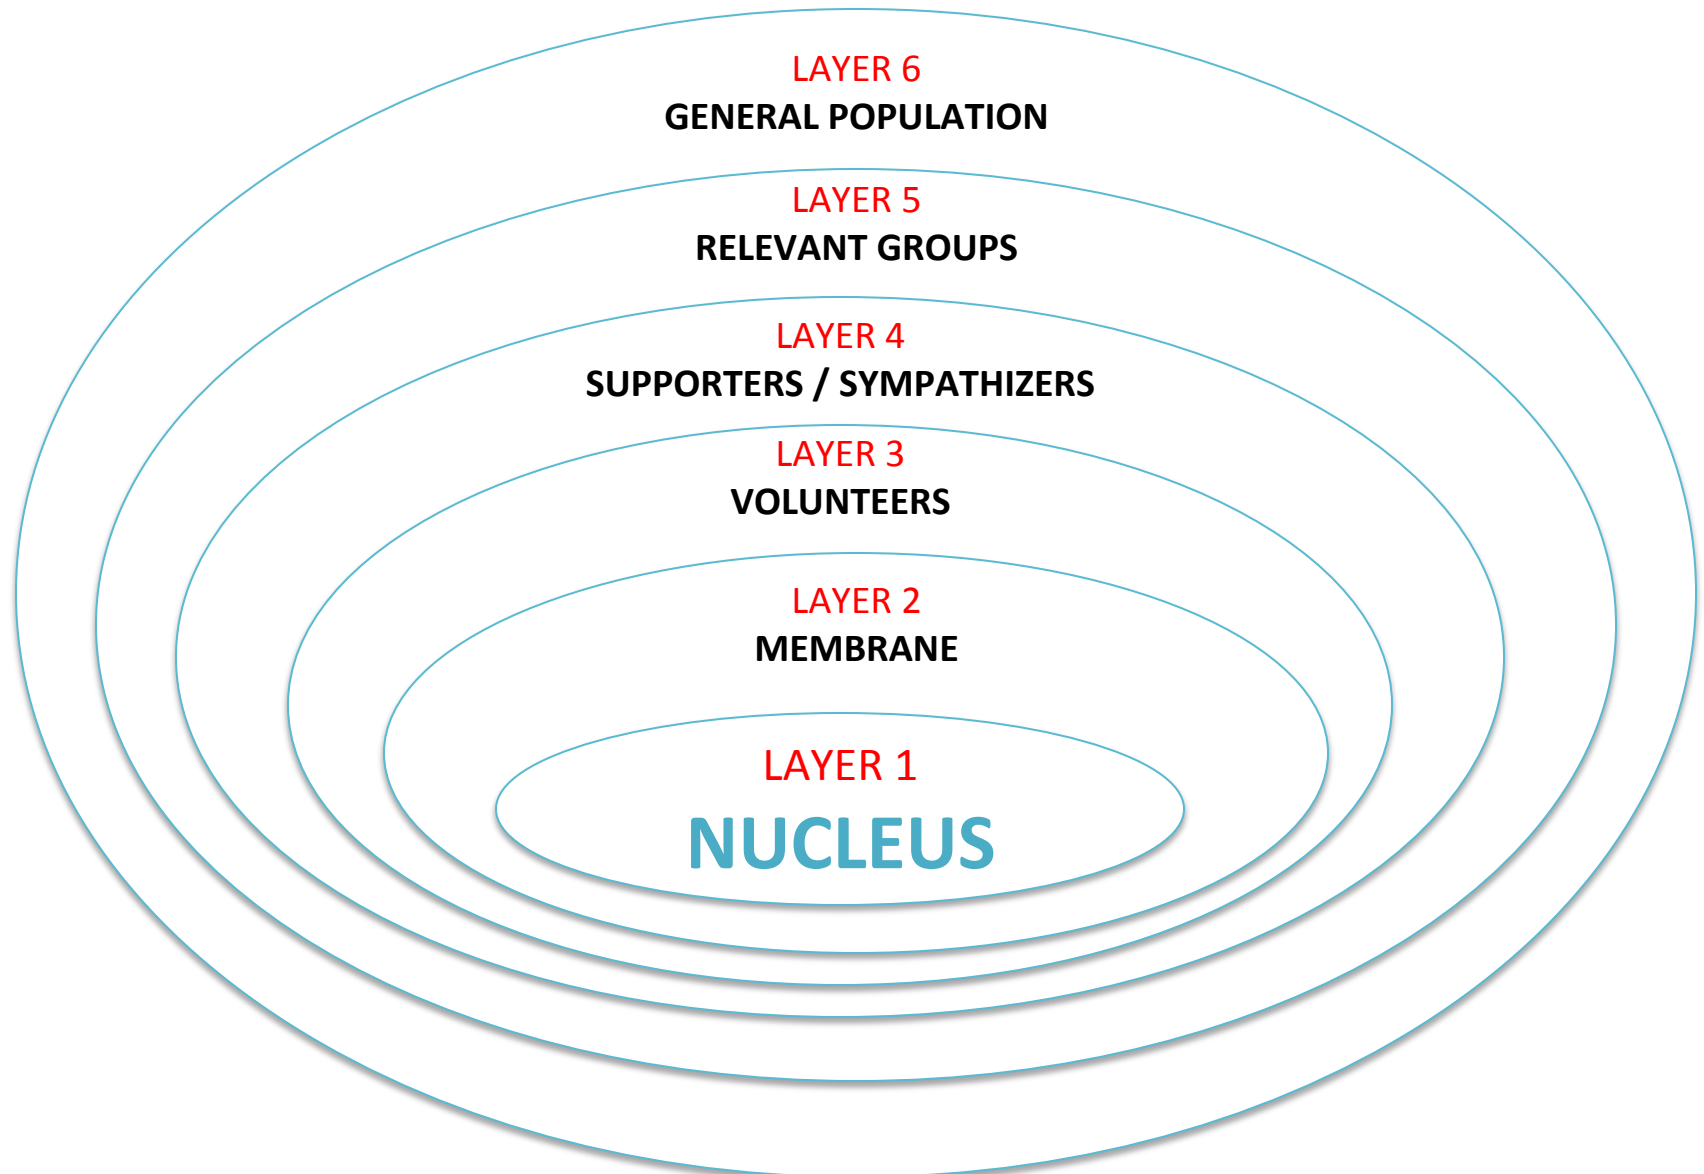 LAYER 6
GENERAL POPULATION
LAYER 5
RELEVANT GROUPS
LAYER 4
SUPPORTERS / SYMPATHIZERS
LAYER 3
VOLUNTEERS
LAYER 2
MEMBRANE
LAYER 1
NUCLEUS